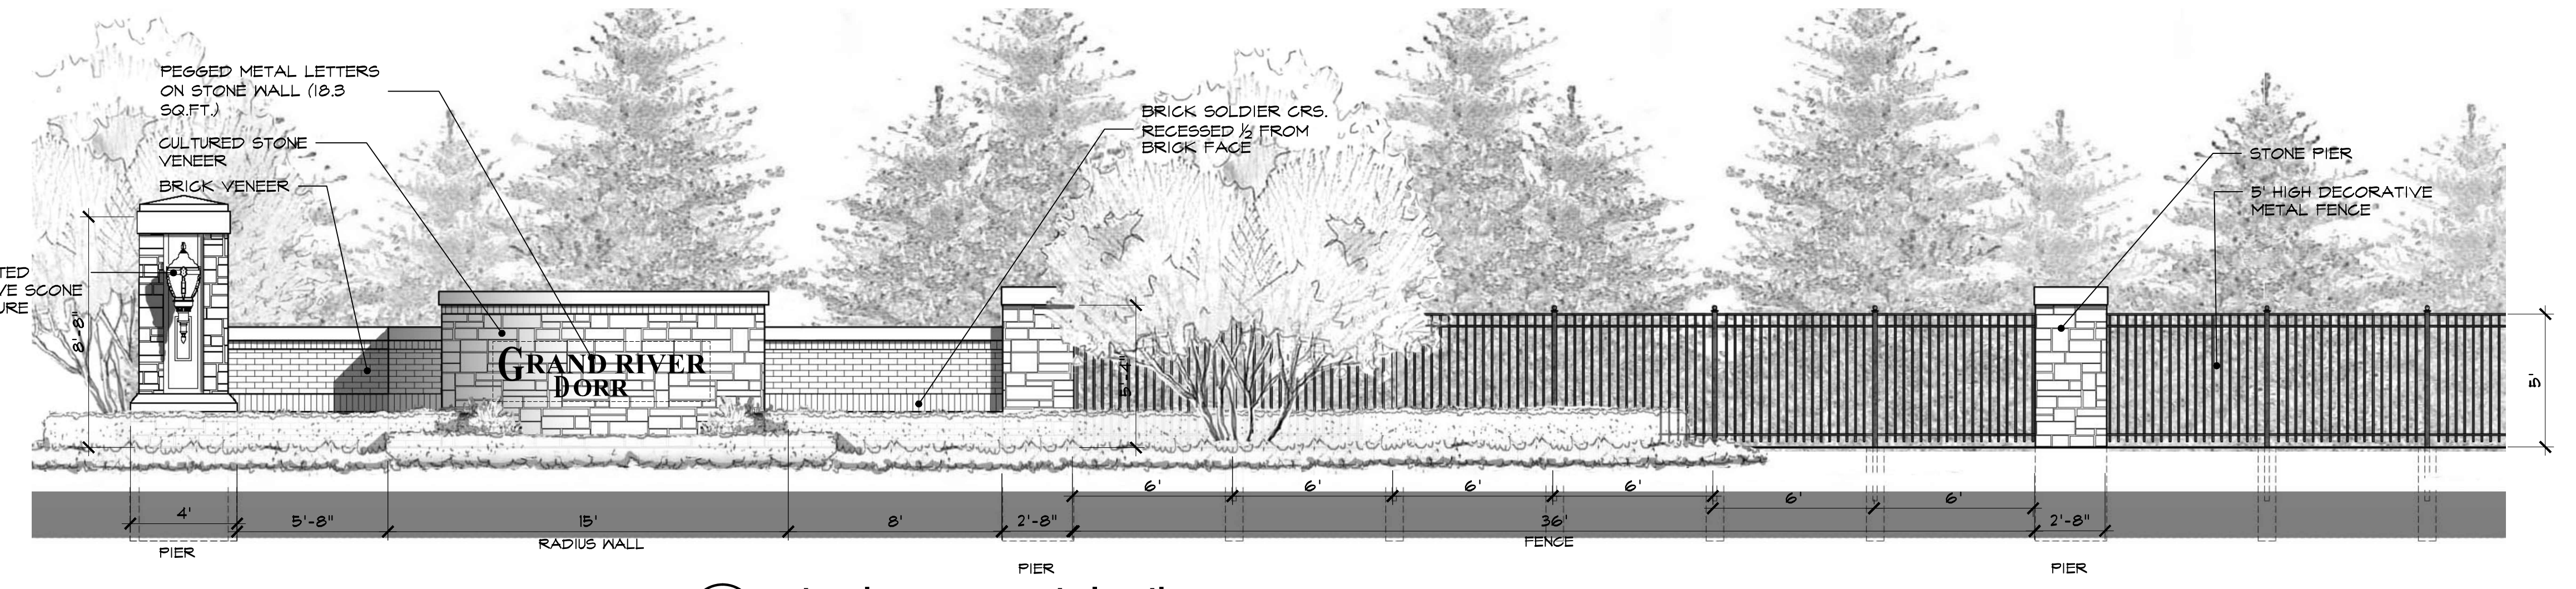 PEGGED METAL LETTERS
ON STONE WALL (18.3
SQ.FT.)
CULTURED STONE
VENEER
BRICK VENEER
SCONE
8'-8"
GRAND RIVER
DORR
BRICK SOLDIER CRS.
RECESSED ½ FROM
BRICK FACE
5'-4"
STONE PIER
5' HIGH DECORATIVE
METAL FENCE
5'
6' 6' 6' 6' 6' 6'
4' 5'-8" 15' 8' 2'-8" 36' 2'-8"
PIER RADIUS WALL FENCE
PIER PIER